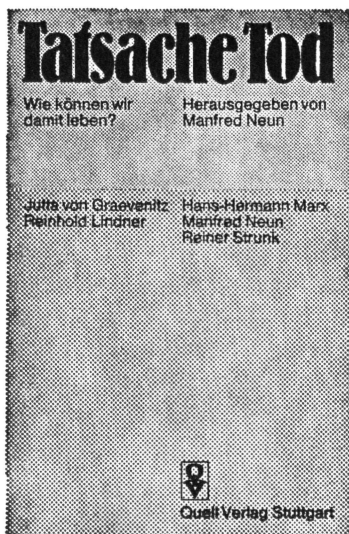 Tatsache Tod
Wie können wir
damit leben?
Herausgegeben von
Manfred Neun
Jutta von Graevenitz
Reinhold Lindner
Hans-Hermann Marx
Manfred Neun
Reiner Strunk
Quell Verlag Stuttgart